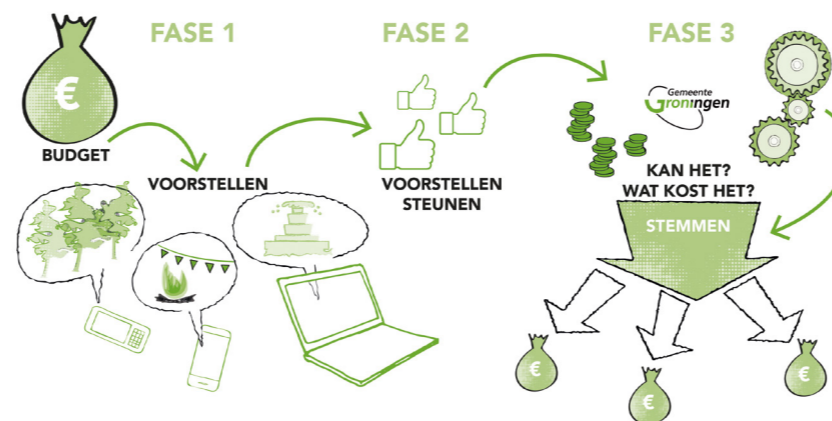 FASE 1
FASE 2
FASE 3
€
BUDGET
VOORSTELLEN
VOORSTELLEN
STEUNEN
Gemeente
Groningen
KAN HET?
WAT KOST HET?
STEMMEN
€
€
€